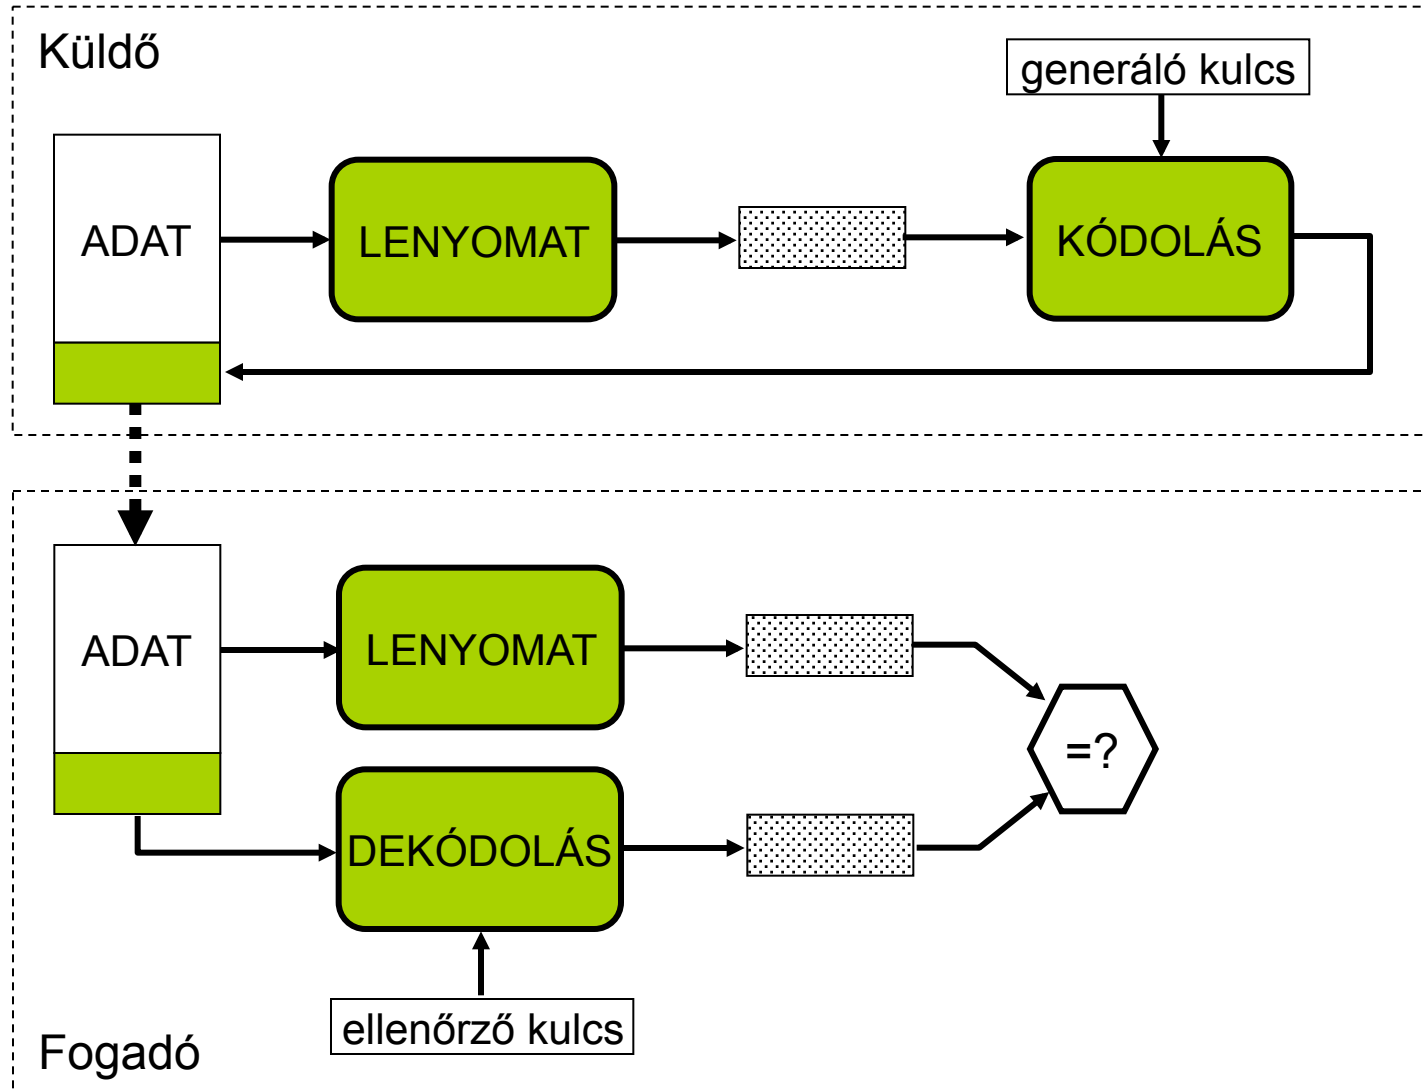 Küldő
generáló kulcs
ADAT
LENYOMAT
KÓDOLÁS
ADAT
LENYOMAT
=?
DEKÓDOLÁS
ellenőrző kulcs
Fogadó